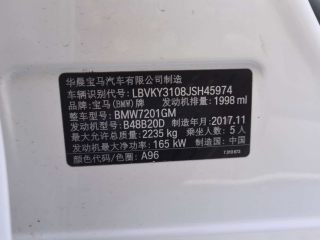 华晨宝马汽车有限公司制造
车辆识别代号: LBVKY3108JSH45974
品牌: 宝马(BMW)牌 发动机排量: 1998 ml
整车型号: BMW7201GM
发动机型号: B48B20D 制造年月: 2017.11
最大允许总质量: 2235 kg 乘坐人数: 5 人
发动机最大净功率: 165 kW 制造国: 中国
颜色代码/色圈: A96